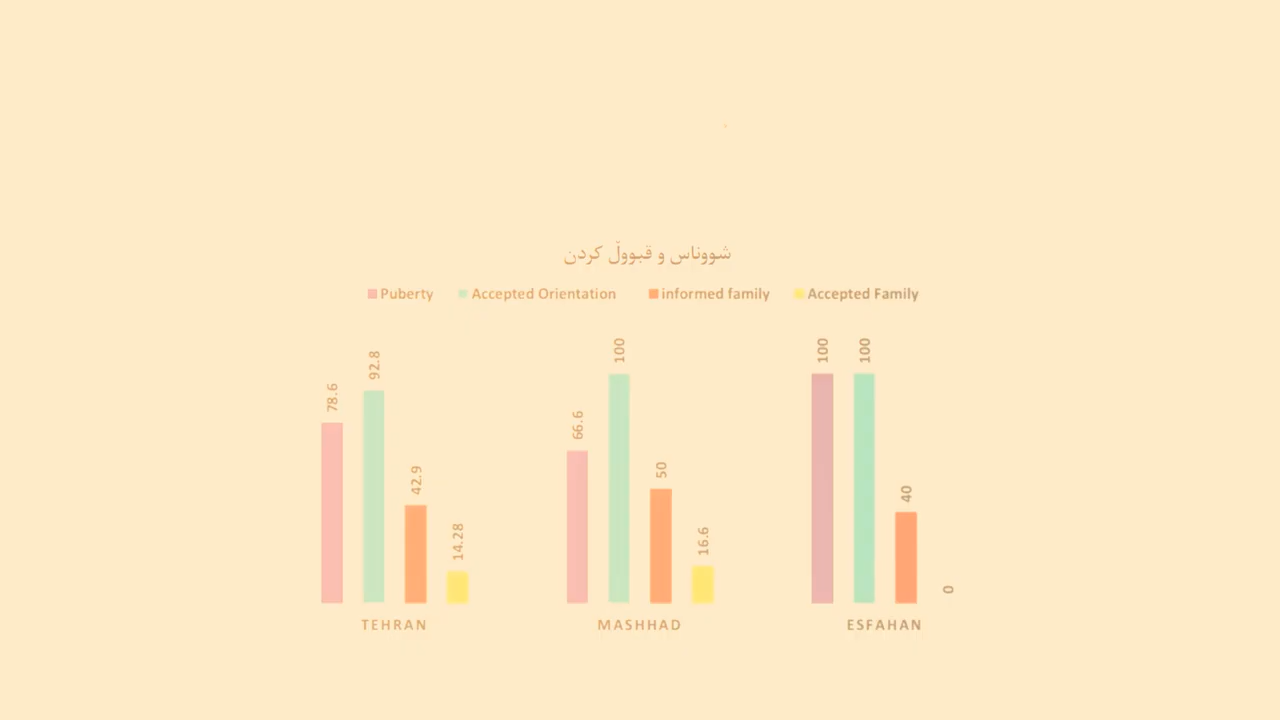 شووناس و قبووڵ کردن
Puberty Accepted Orientation informed family Accepted Family
78.6 92.8 42.9 14.28 66.6 100 50 16.6 100 100 40 0
TEHRAN MASHHAD ESFAHAN